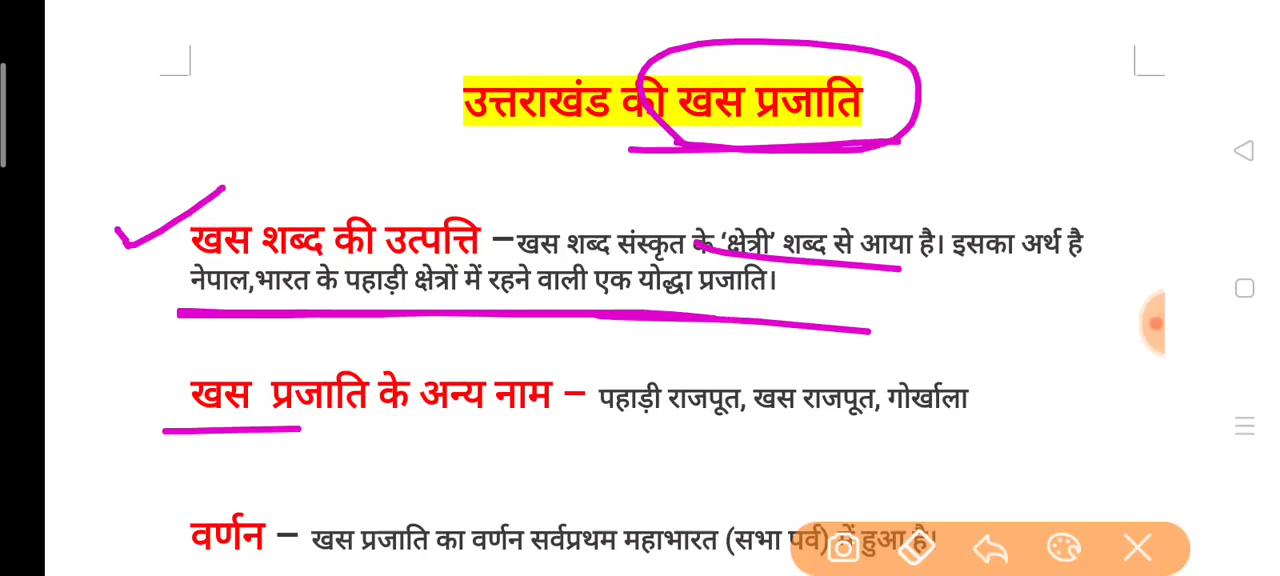 उत्तराखंड की खस प्रजाति
खस शब्द की उत्पत्ति –खस शब्द संस्कृत के ‘क्षेत्री’ शब्द से आया है। इसका अर्थ है
नेपाल,भारत के पहाड़ी क्षेत्रों में रहने वाली एक योद्धा प्रजाति।
खस प्रजाति के अन्य नाम – पहाड़ी राजपूत, खस राजपूत, गोर्खाला
वर्णन – खस प्रजाति का वर्णन सर्वप्रथम महाभारत (सभा पर्व) में हुआ है।